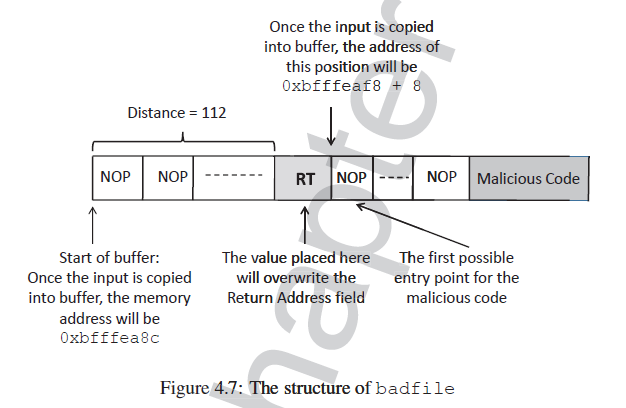 Once the input is copied
into buffer, the address of
this position will be
0xbfffeaf8 + 8
Distance = 112
NOP NOP RT NOP NOP Malicious Code
Start of buffer:
Once the input is copied
into buffer, the memory
address will be
0xbfffea8c
The value placed here
will overwrite the
Return Address field
The first possible
entry point for the
malicious code
Figure 4.7: The structure of badfile
hapter